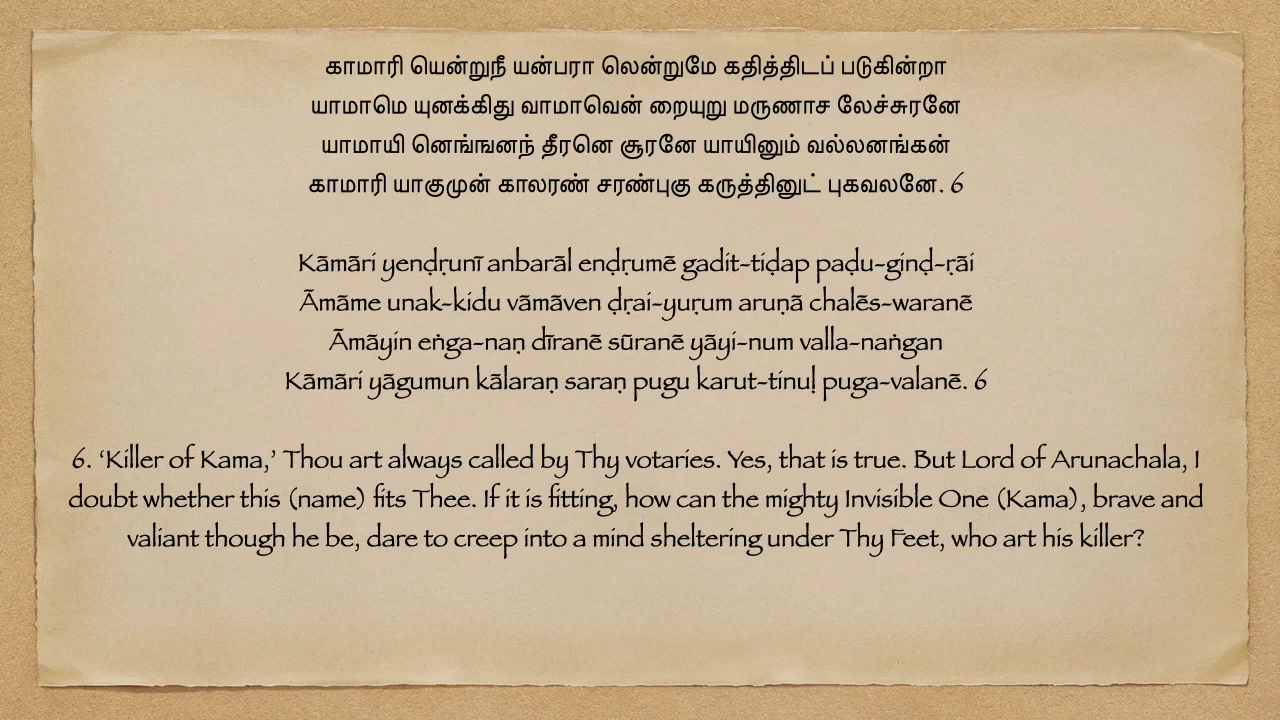 காமாரி யென்றுநீ யன்பரா லென்றுமே கதித்திடப் படுகின்றா
யாமாமெ யுனக்கிது வாமாவென் றையுறு மருணாச லேச்சுரனே
யாமாயி னெங்ஙனந் தீரனெ சூரனே யாயினும் வல்லனங்கன்
காமாரி யாகுமுன் காலரண் சரண்புகு கருத்தினுட் புகவலனே. 6
Kāmāri yenḍṛunī anbarāl enḍṛumē gadit-tiḍap paḍu-ginḍ-ṛāi
Āmāme unak-kidu vāmāven ḍṛai-yuṛum aruṇā chalēs-waranē
Āmāyin eṅga-naṇ dīranē sūranē yāyi-num valla-naṅgan
Kāmāri yāgumun kālaraṇ saraṇ pugu karut-tinuḷ puga-valanē. 6
6. ‘Killer of Kama,’ Thou art always called by Thy votaries. Yes, that is true. But Lord of Arunachala, I
doubt whether this (name) fits Thee. If it is fitting, how can the mighty Invisible One (Kama), brave and
valiant though he be, dare to creep into a mind sheltering under Thy Feet, who art his killer?